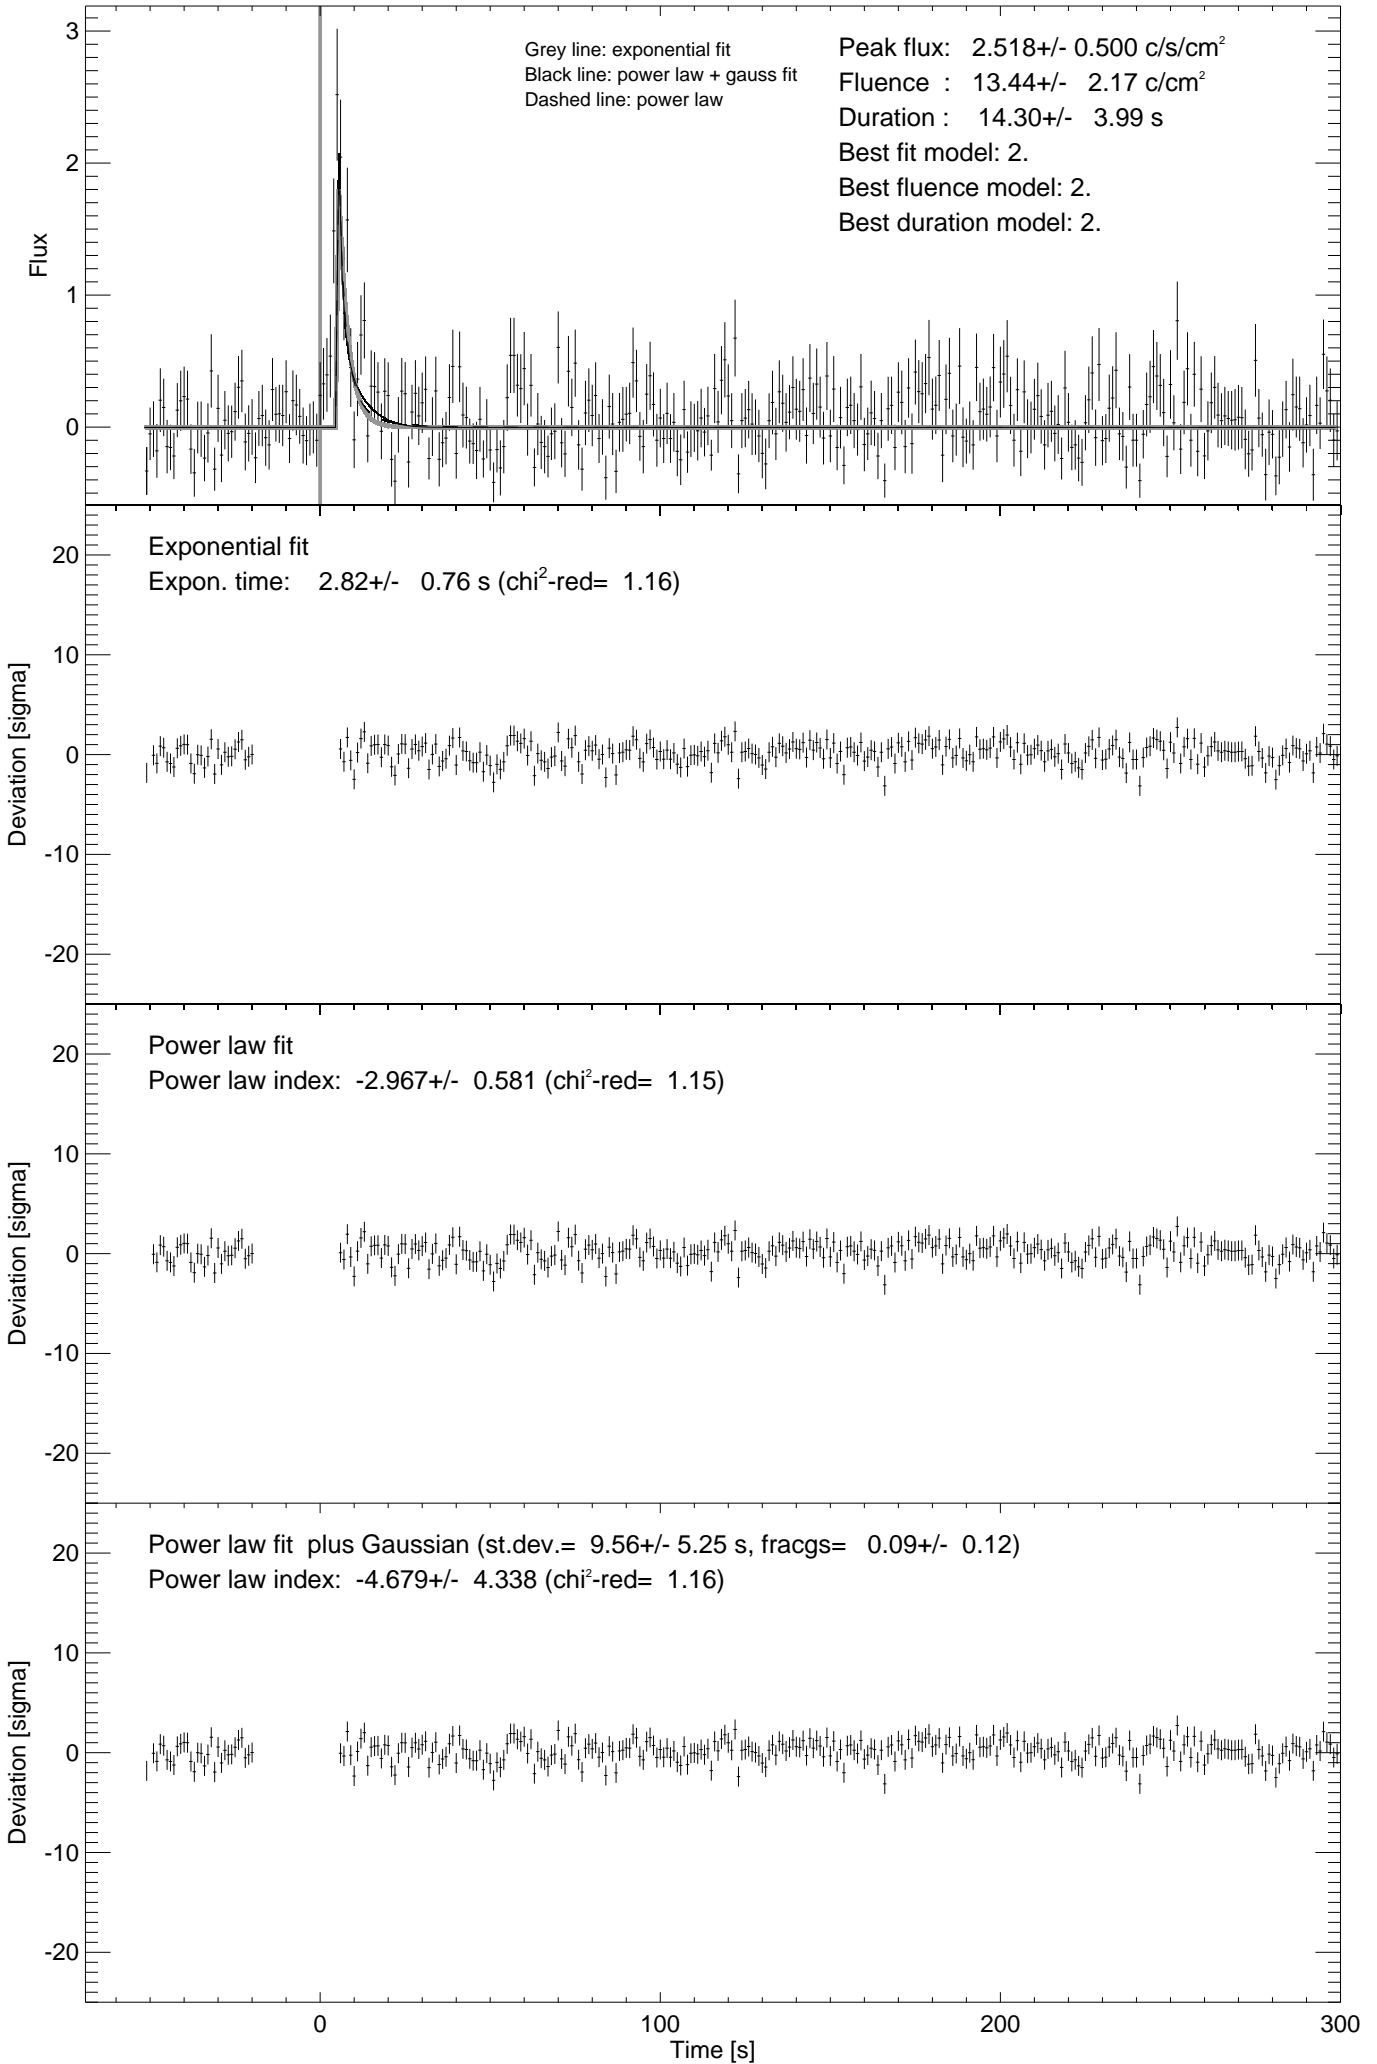 Grey line: exponential fit
Black line: power law + gauss fit
Dashed line: power law
Peak flux: 2.518+/- 0.500 c/s/cm²
Fluence : 13.44+/- 2.17 c/cm²
Duration : 14.30+/- 3.99 s
Best fit model: 2.
Best fluence model: 2.
Best duration model: 2.
3
2
1
0
Flux
Exponential fit
Expon. time: 2.82+/- 0.76 s (chi²-red= 1.16)
20
10
0
-10
-20
Deviation [sigma]
Power law fit
Power law index: -2.967+/- 0.581 (chi²-red= 1.15)
20
10
0
-10
-20
Deviation [sigma]
Power law fit plus Gaussian (st.dev.= 9.56+/- 5.25 s, fracgs= 0.09+/- 0.12)
Power law index: -4.679+/- 4.338 (chi²-red= 1.16)
20
10
0
-10
-20
Deviation [sigma]
0 100 200 300
Time [s]